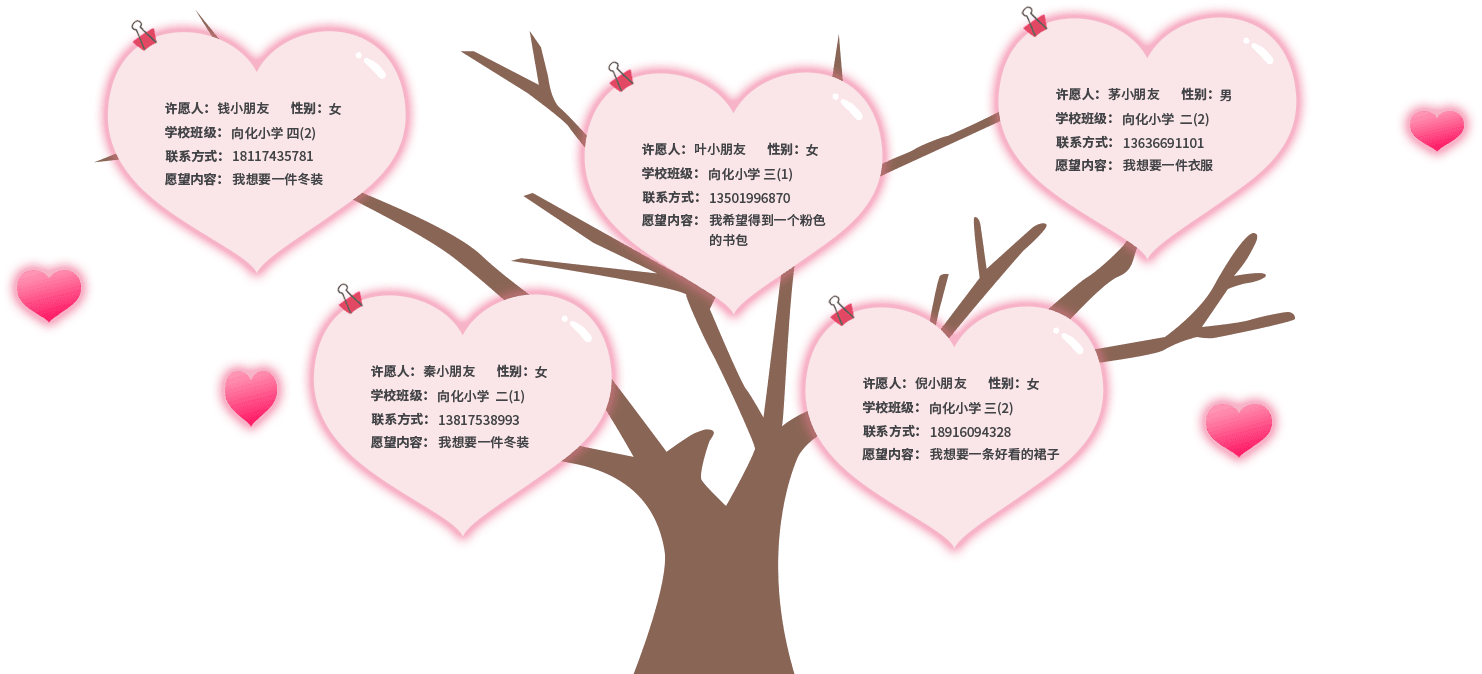 许愿人：钱小朋友 性别：女
学校班级：向化小学 四(2)
联系方式：18117435781
愿望内容：我想要一件冬装
许愿人：叶小朋友 性别：女
学校班级：向化小学 三(1)
联系方式：13501996870
愿望内容：我希望得到一个粉色
的书包
许愿人：茅小朋友 性别：男
学校班级：向化小学 二(2)
联系方式：13636691101
愿望内容：我想要一件衣服
许愿人：秦小朋友 性别：女
学校班级：向化小学 二(1)
联系方式：13817538993
愿望内容：我想要一件冬装
许愿人：倪小朋友 性别：女
学校班级：向化小学 三(2)
联系方式：18916094328
愿望内容：我想要一条好看的裙子